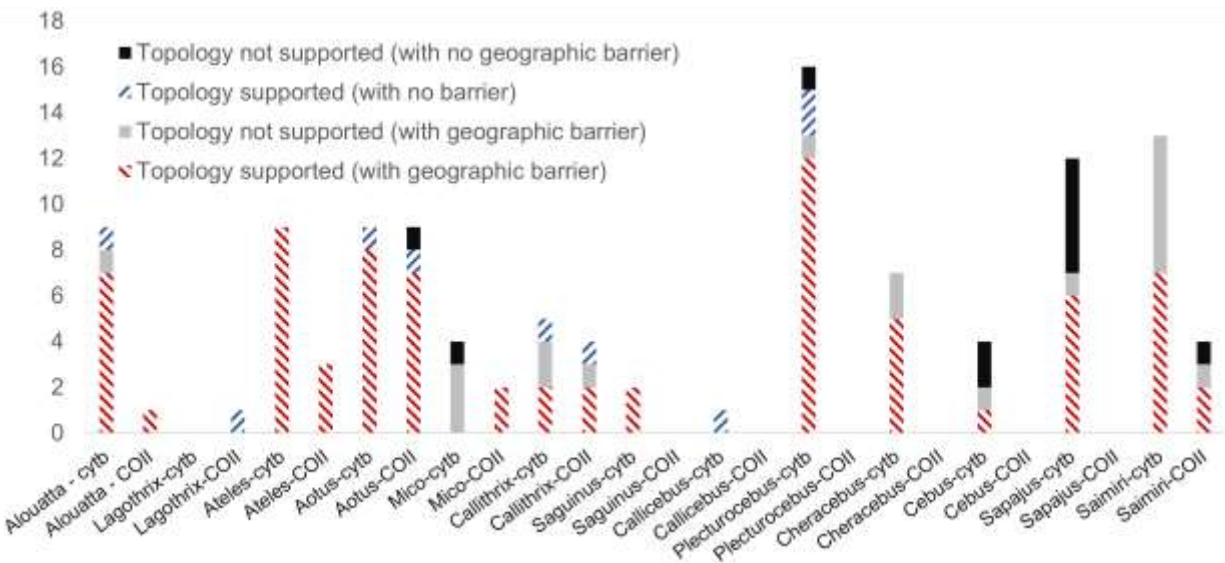 18
16
14
12
10
8
6
4
2
0
Topology not supported (with no geographic barrier)
Topology supported (with no barrier)
Topology not supported (with geographic barrier)
Topology supported (with geographic barrier)
Alouatta - cytb
Alouatta - COII
Lagothrix-cytb
Lagothrix-COII
Ateles-cytb
Ateles-COII
Aotus-cytb
Aotus-COII
Mico-cytb
Mico-COII
Callithrix-cytb
Callithrix-COII
Saguinus-cytb
Saguinus-COII
Callicebus-cytb
Callicebus-COII
Plecturocebus-cytb
Plecturocebus-COII
Cheracebus-cytb
Cheracebus-COII
Cebus-cytb
Cebus-COII
Sapajus-cytb
Sapajus-COII
Saimiri-cytb
Saimiri-COII